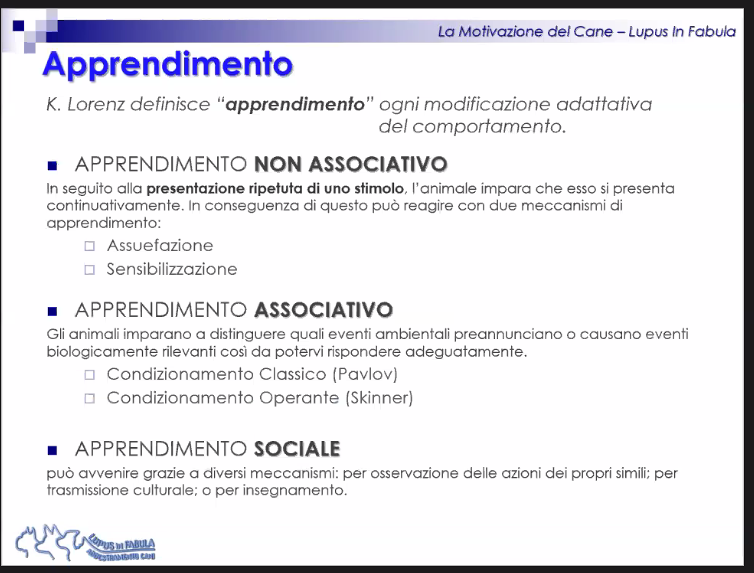 La Motivazione del Cane – Lupus In Fabula
Apprendimento
K. Lorenz definisce “apprendimento” ogni modificazione adattativa
del comportamento.
APPRENDIMENTO NON ASSOCIATIVO
In seguito alla presentazione ripetuta di uno stimolo, l’animale impara che esso si presenta
continuativamente. In conseguenza di questo può reagire con due meccanismi di
apprendimento:
Assuefazione
Sensibilizzazione
APPRENDIMENTO ASSOCIATIVO
Gli animali imparano a distinguere quali eventi ambientali preannunciano o causano eventi
biologicamente rilevanti così da potervi rispondere adeguatamente.
Condizionamento Classico (Pavlov)
Condizionamento Operante (Skinner)
APPRENDIMENTO SOCIALE
può avvenire grazie a diversi meccanismi: per osservazione delle azioni dei propri simili; per
trasmissione culturale; o per insegnamento.
LUPUS IN FABULA
ADDESTRAMENTO CANI